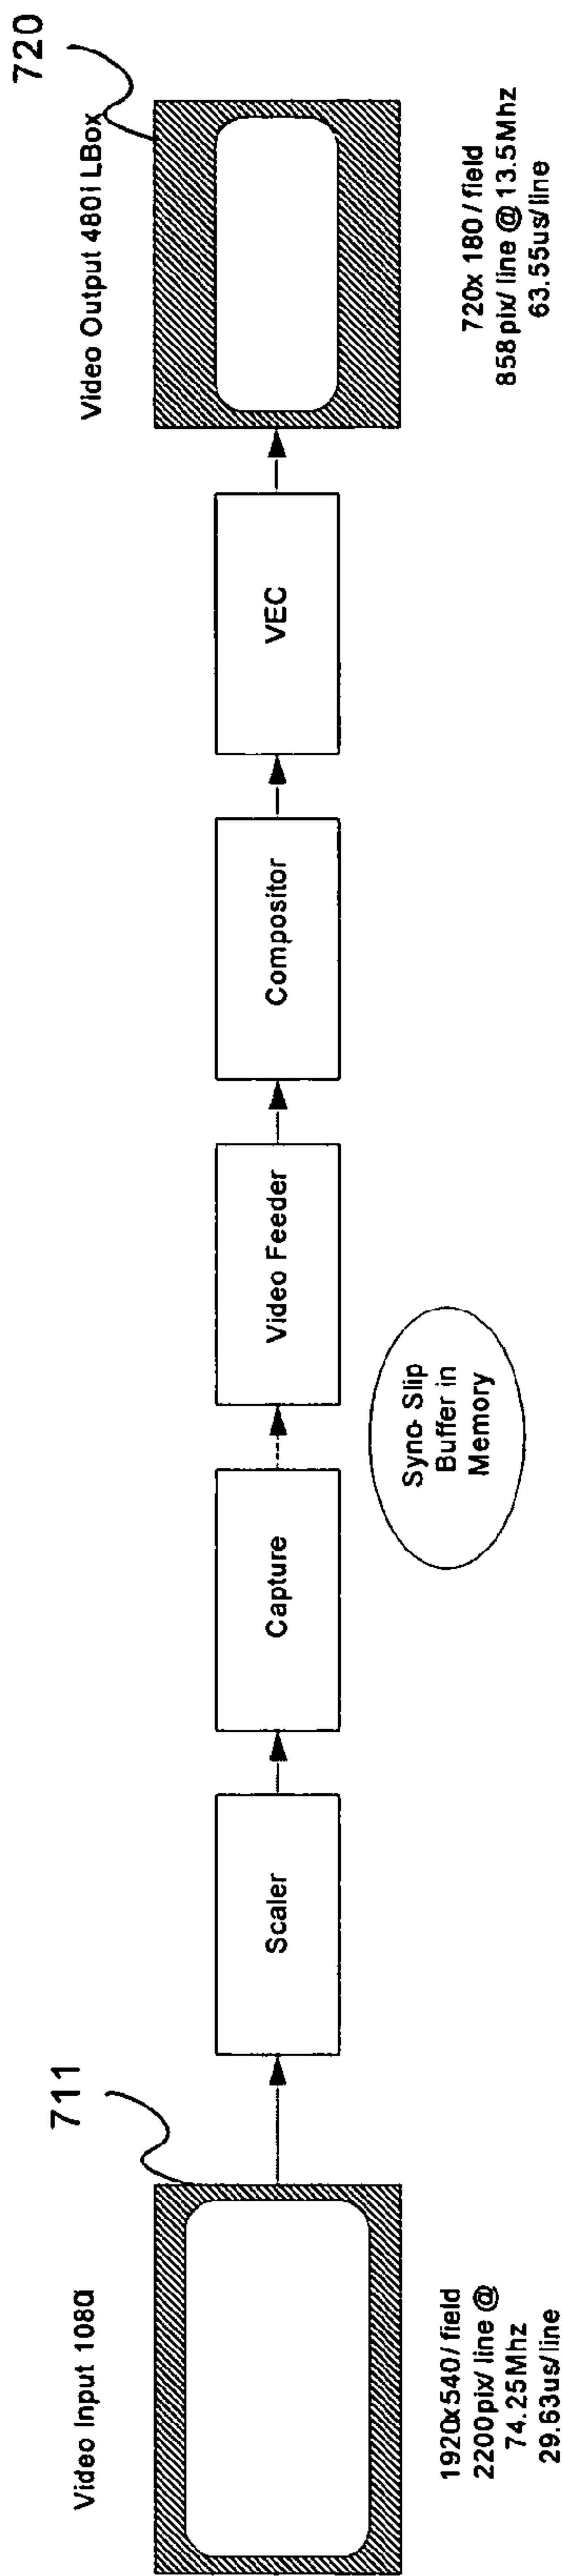 Video Input 1080i
711
1920x540 / field
2200pix/ line @
74.25Mhz
29.63us/line
Scaler
Capture
Syno-Slip
Buffer in
Memory
Video Feeder
Compositor
VEC
Video Output 480i LBox
720
720x 180 / field
858pix/ line @ 13.5Mhz
63.55us/line